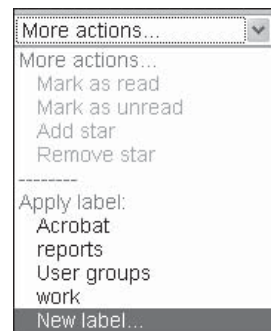 More actions...
More actions...
Mark as read
Mark as unread
Add star
Remove star
--------
Apply label:
Acrobat
reports
User groups
work
New label...